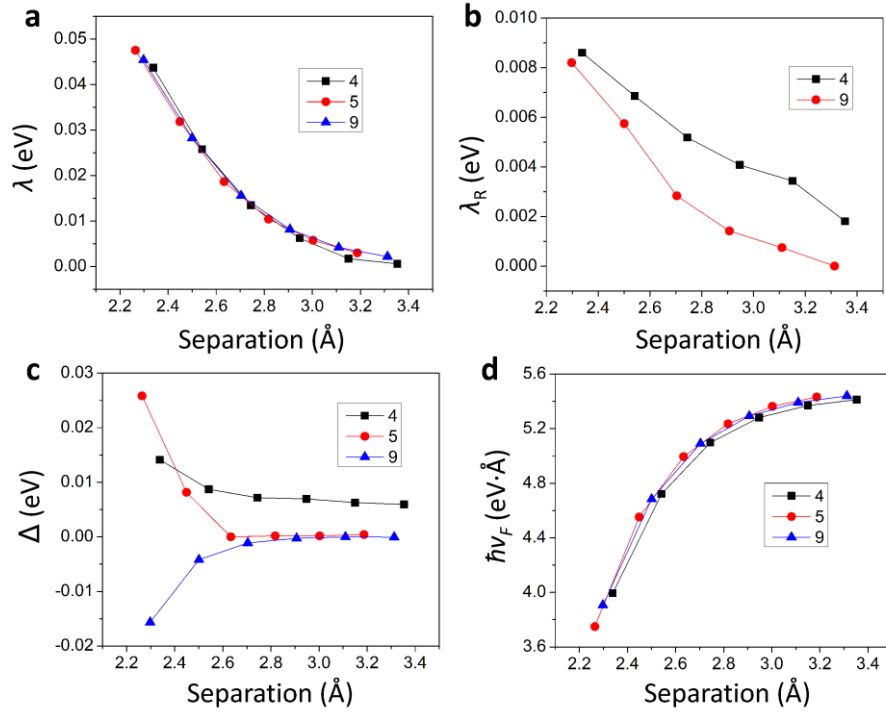 a
0.05
0.04
0.03
0.02
0.01
0.00
λ (eV)
4
5
9
2.2 2.4 2.6 2.8 3.0 3.2 3.4
Separation (Å)
b
0.010
0.008
0.006
0.004
0.002
0.000
λR (eV)
4
9
2.2 2.4 2.6 2.8 3.0 3.2 3.4
Separation (Å)
c
0.03
0.02
0.01
0.00
-0.01
-0.02
Δ (eV)
4
5
9
2.2 2.4 2.6 2.8 3.0 3.2 3.4
Separation (Å)
d
5.6
5.2
4.8
4.4
4.0
3.6
ħvF (eV·Å)
4
5
9
2.2 2.4 2.6 2.8 3.0 3.2 3.4
Separation (Å)